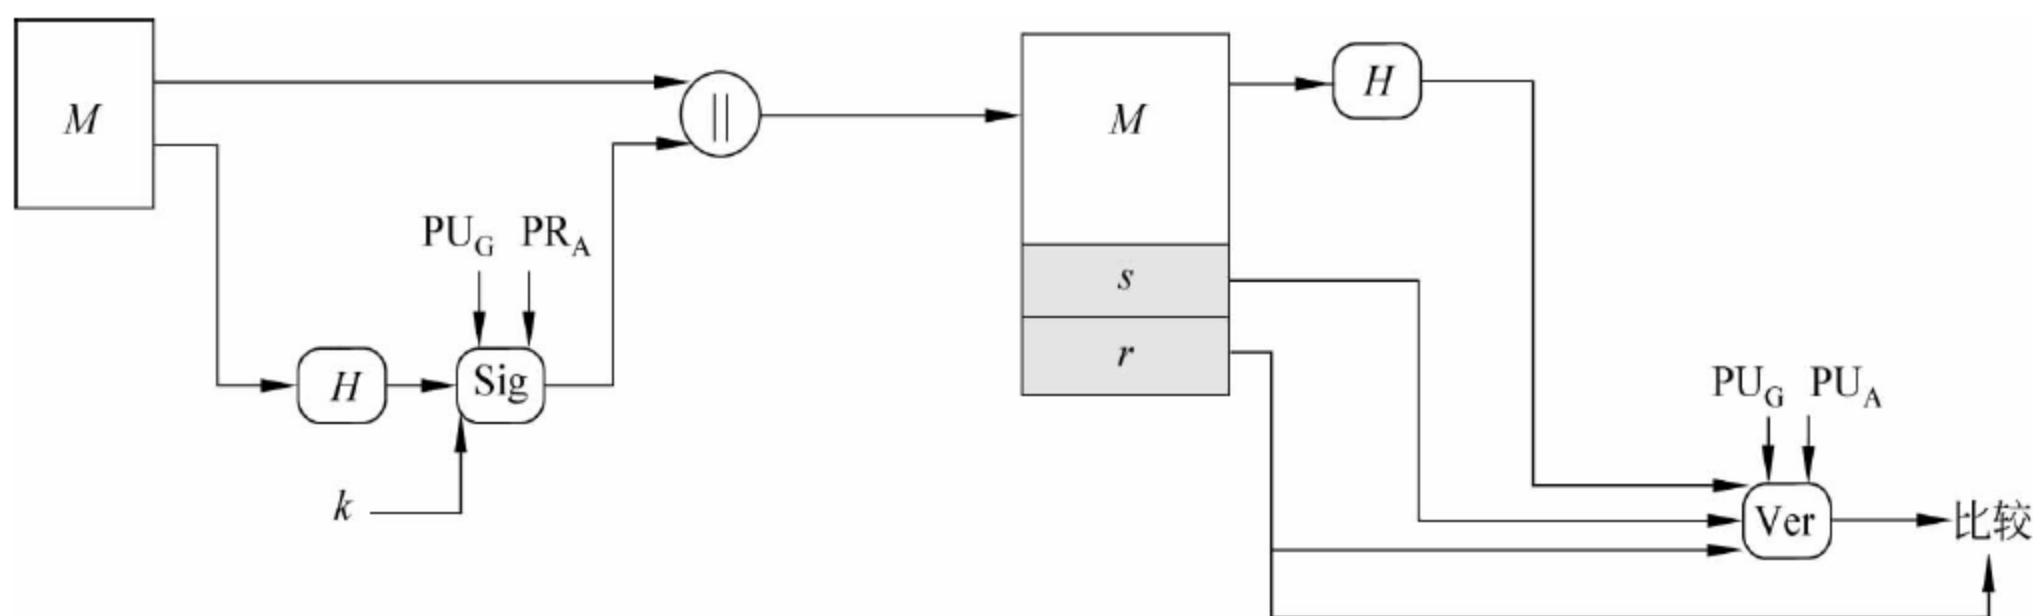 M
||
M
H
PU_G PR_A
s
r
H
Sig
PU_G PU_A
k
Ver
比较